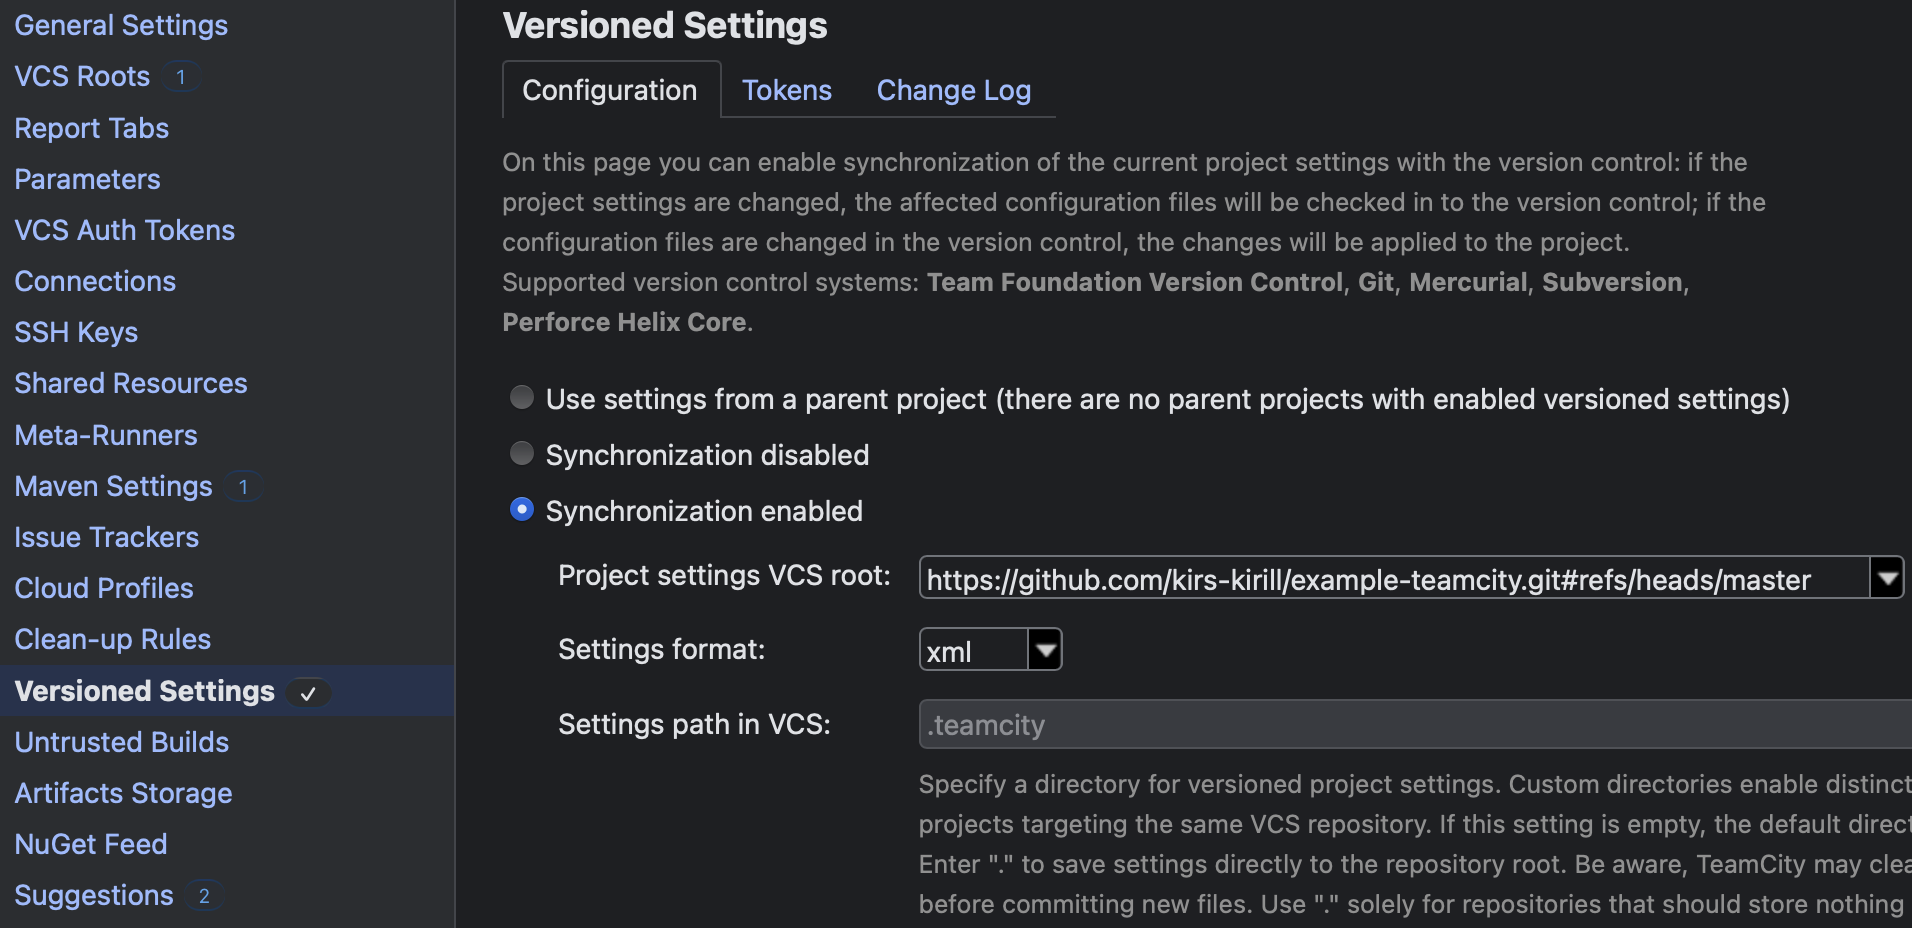 General Settings
VCS Roots 1
Report Tabs
Parameters
VCS Auth Tokens
Connections
SSH Keys
Shared Resources
Meta-Runners
Maven Settings 1
Issue Trackers
Cloud Profiles
Clean-up Rules
Versioned Settings ✓
Untrusted Builds
Artifacts Storage
NuGet Feed
Suggestions 2
Versioned Settings
Configuration Tokens Change Log
On this page you can enable synchronization of the current project settings with the version control: if the
project settings are changed, the affected configuration files will be checked in to the version control; if the
configuration files are changed in the version control, the changes will be applied to the project.
Supported version control systems: Team Foundation Version Control, Git, Mercurial, Subversion,
Perforce Helix Core.
Use settings from a parent project (there are no parent projects with enabled versioned settings)
Synchronization disabled
Synchronization enabled
Project settings VCS root: https://github.com/kirs-kirill/example-teamcity.git#refs/heads/master
Settings format: xml
Settings path in VCS: .teamcity
Specify a directory for versioned project settings. Custom directories enable distinct
projects targeting the same VCS repository. If this setting is empty, the default direct
Enter "." to save settings directly to the repository root. Be aware, TeamCity may clea
before committing new files. Use "." solely for repositories that should store nothing